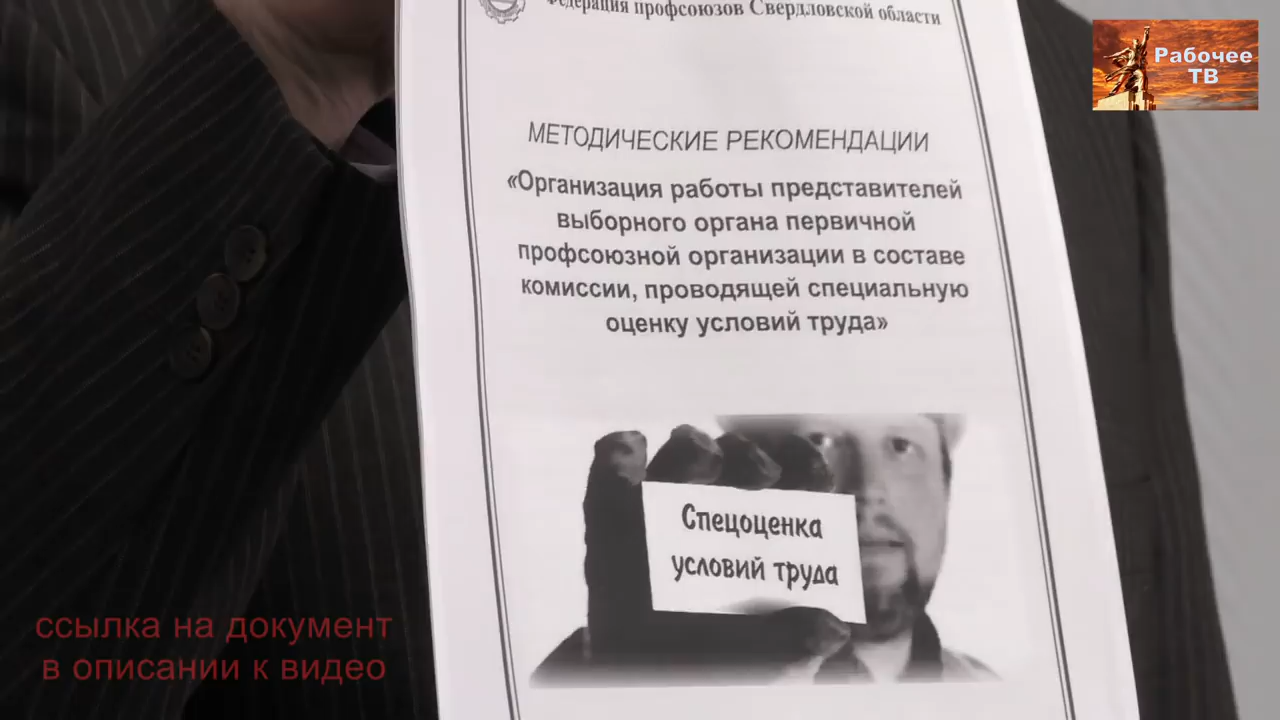 Федерация профсоюзов Свердловской области
Рабочее
ТВ
МЕТОДИЧЕСКИЕ РЕКОМЕНДАЦИИ
«Организация работы представителей
выборного органа первичной
профсоюзной организации в составе
комиссии, проводящей специальную
оценку условий труда»
Спецоценка
условий труда
ссылка на документ
в описании к видео